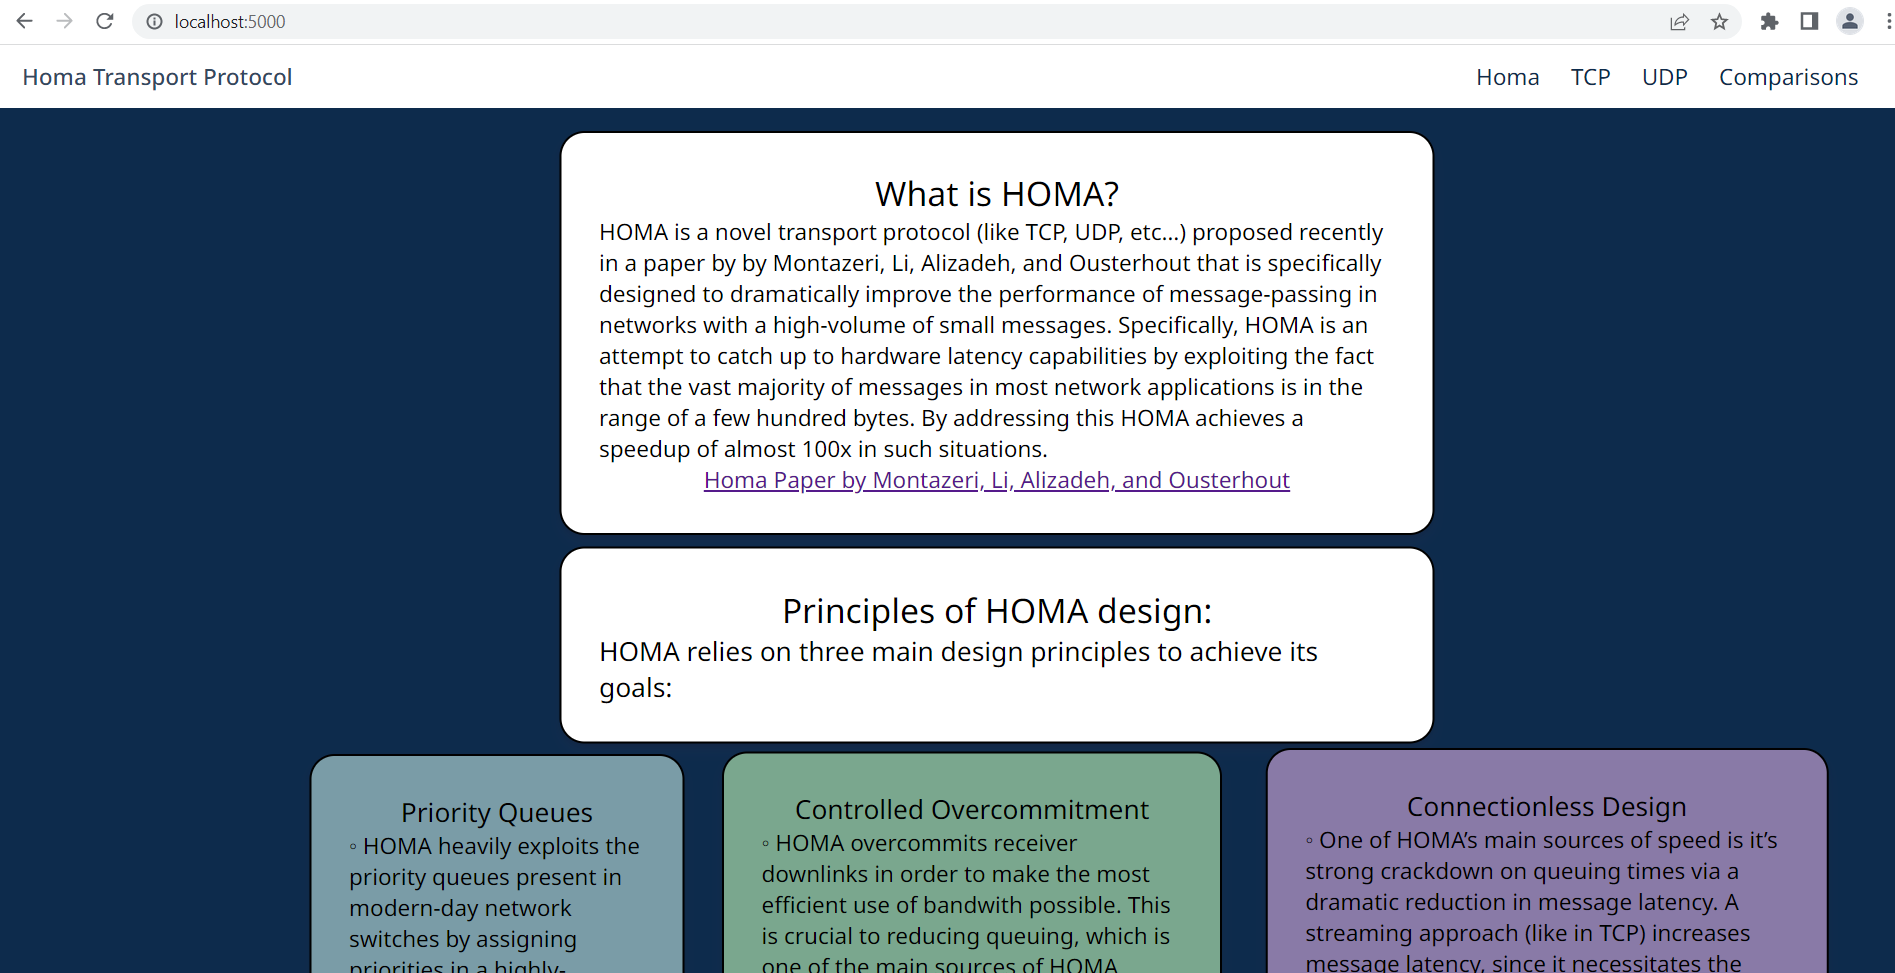 localhost:5000
Homa Transport Protocol
Homa TCP UDP Comparisons
What is HOMA?
HOMA is a novel transport protocol (like TCP, UDP, etc...) proposed recently
in a paper by by Montazeri, Li, Alizadeh, and Ousterhout that is specifically
designed to dramatically improve the performance of message-passing in
networks with a high-volume of small messages. Specifically, HOMA is an
attempt to catch up to hardware latency capabilities by exploiting the fact
that the vast majority of messages in most network applications is in the
range of a few hundred bytes. By addressing this HOMA achieves a
speedup of almost 100x in such situations.
Homa Paper by Montazeri, Li, Alizadeh, and Ousterhout
Principles of HOMA design:
HOMA relies on three main design principles to achieve its
goals:
Priority Queues
◦ HOMA heavily exploits the
priority queues present in
modern-day network
switches by assigning
priorities in a highly-
Controlled Overcommitment
◦ HOMA overcommits receiver
downlinks in order to make the most
efficient use of bandwith possible. This
is crucial to reducing queuing, which is
one of the main sources of HOMA
Connectionless Design
◦ One of HOMA’s main sources of speed is it’s
strong crackdown on queuing times via a
dramatic reduction in message latency. A
streaming approach (like in TCP) increases
message latency, since it necessitates the